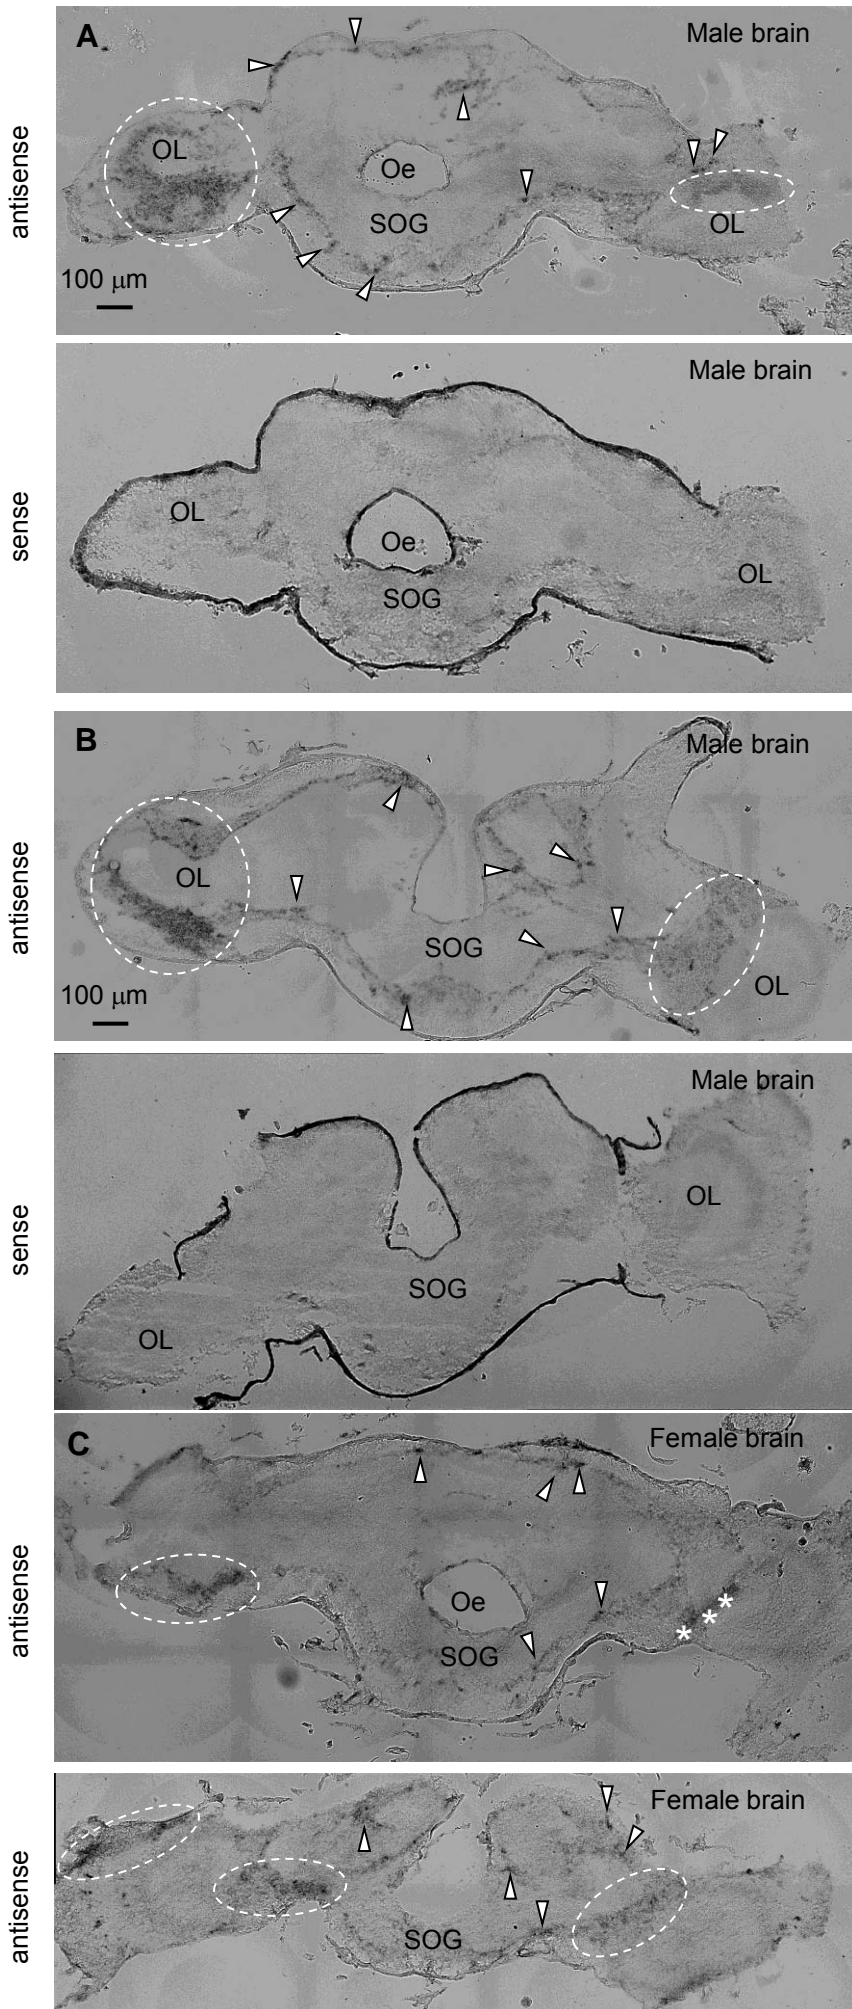 A
Male brain
antisense
OL
Oe
SOG
OL
100 μm
Male brain
sense
OL
Oe
SOG
OL
B
Male brain
antisense
OL
SOG
OL
100 μm
Male brain
sense
OL
SOG
OL
C
Female brain
antisense
Oe
SOG
* * *
Female brain
antisense
SOG